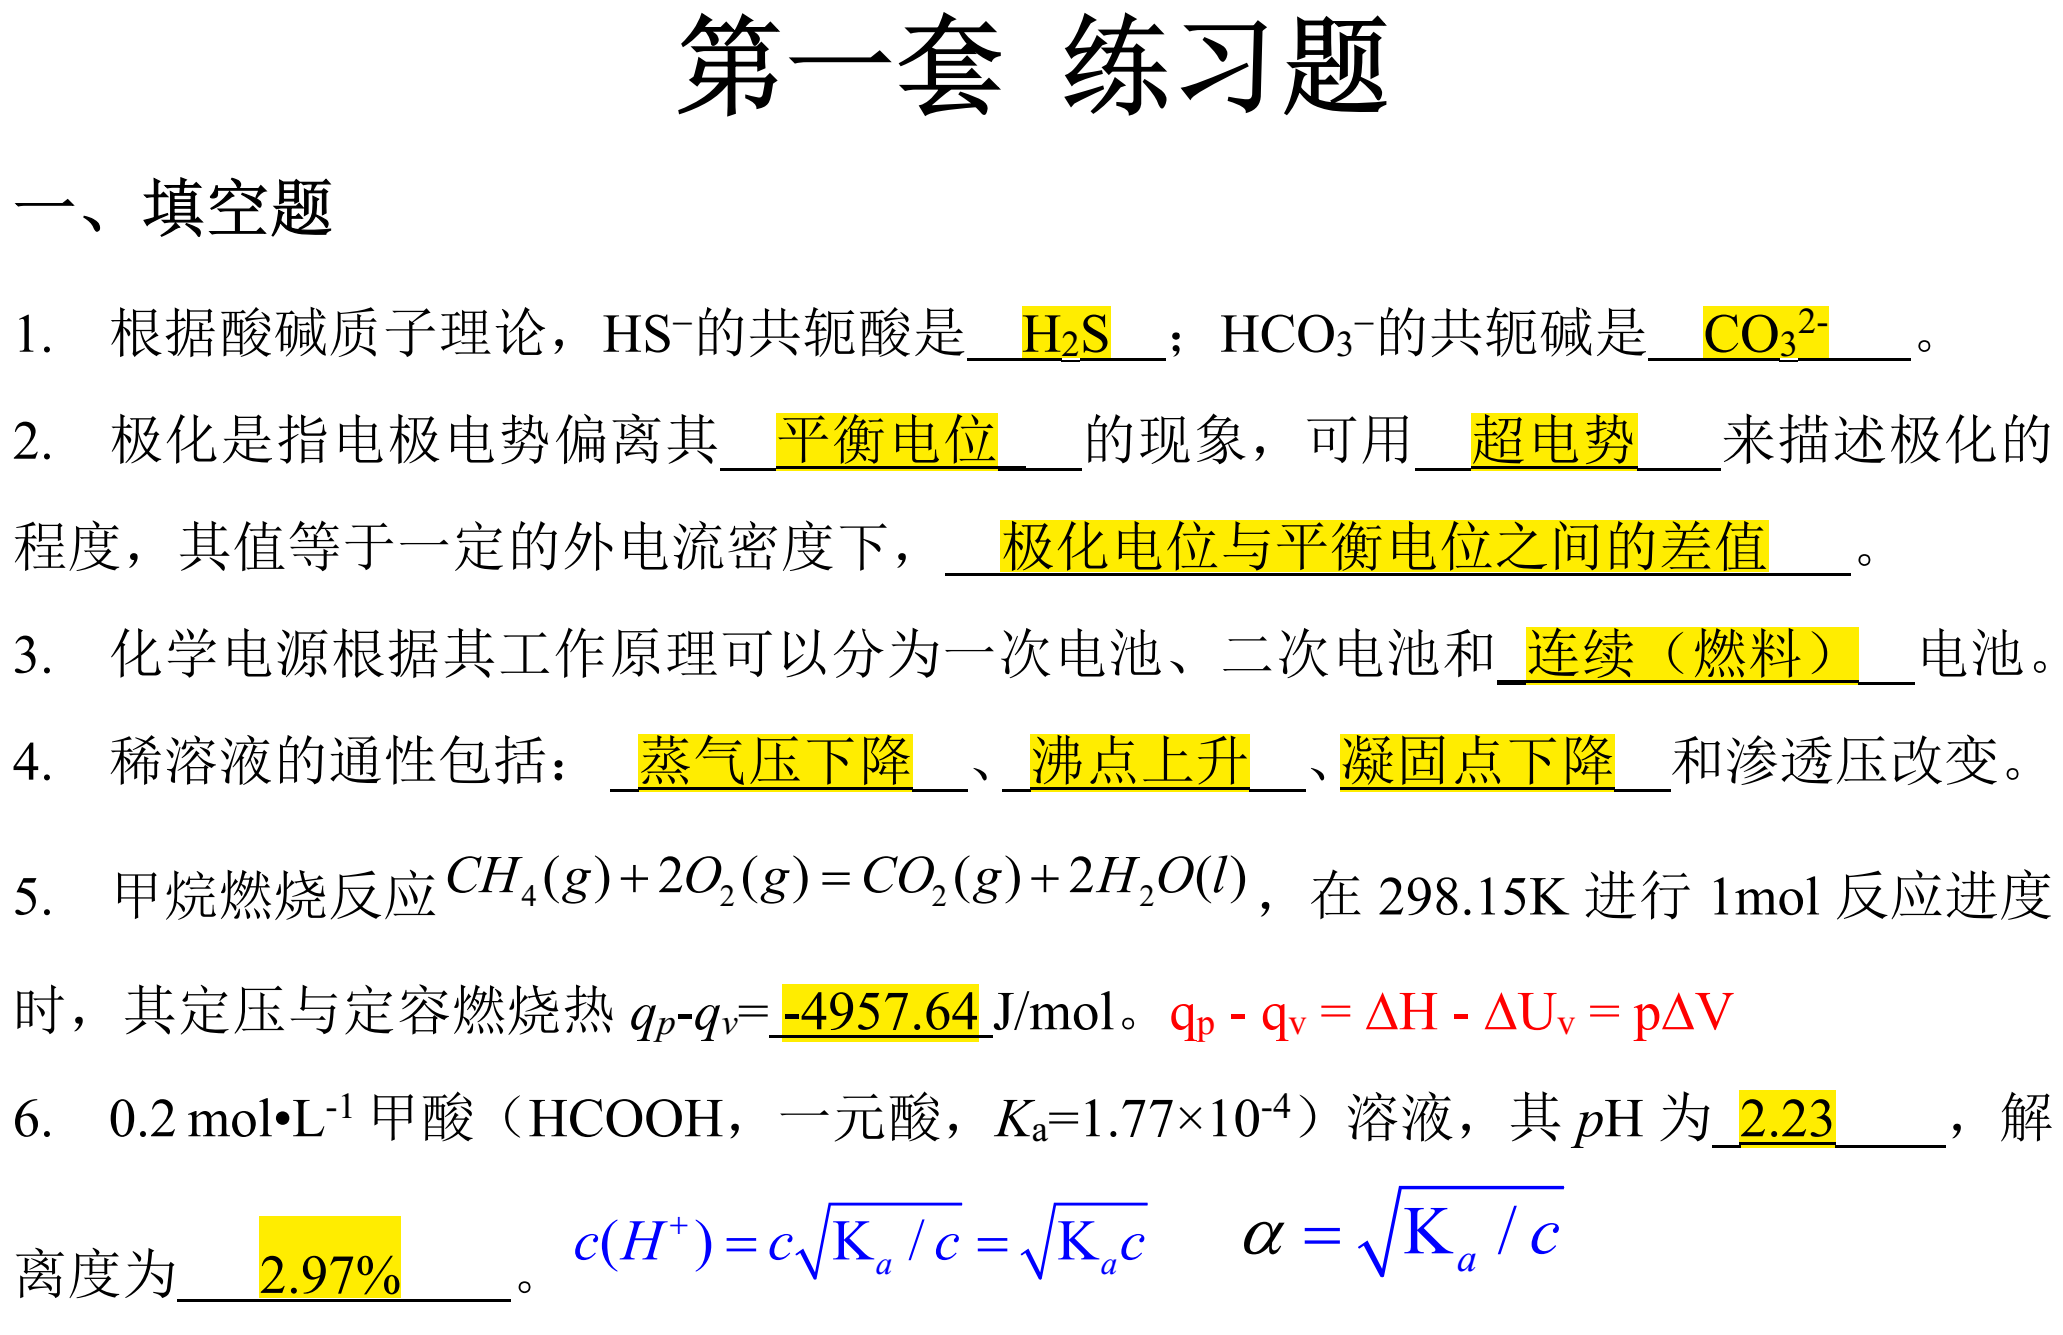 第一套 练习题
一、填空题
1. 根据酸碱质子理论，HS⁻的共轭酸是 H₂S ；HCO₃⁻的共轭碱是 CO₃²⁻ 。
2. 极化是指电极电势偏离其 平衡电位 的现象，可用 超电势 来描述极化的
程度，其值等于一定的外电流密度下， 极化电位与平衡电位之间的差值 。
3. 化学电源根据其工作原理可以分为一次电池、二次电池和 连续（燃料） 电池。
4. 稀溶液的通性包括： 蒸气压下降 、 沸点上升 、凝固点下降 和渗透压改变。
5. 甲烷燃烧反应CH₄(g)+2O₂(g)=CO₂(g)+2H₂O(l)，在 298.15K 进行 1mol 反应进度
时，其定压与定容燃烧热 qp-qv= -4957.64 J/mol。qp - qv = ΔH - ΔUv = pΔV
6. 0.2 mol•L⁻¹ 甲酸（HCOOH，一元酸，Ka=1.77×10⁻⁴）溶液，其 pH 为 2.23 ，解
离度为 2.97% 。 c(H⁺)=c√(Kₐ/c)=√(Kₐc) α=√(Kₐ/c)